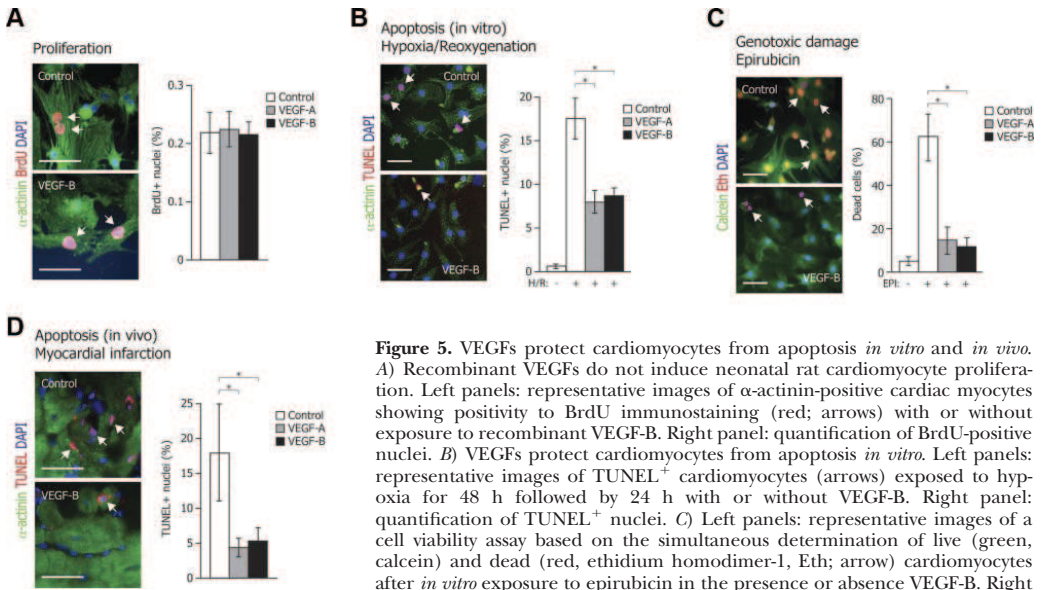 A
Proliferation
Control
VEGF-B
α-actinin BrdU DAPI
BrdU+ nuclei (%)
0.3
0.2
0.1
0
Control
VEGF-A
VEGF-B
B
Apoptosis (in vitro)
Hypoxia/Reoxygenation
Control
VEGF-B
α-actinin TUNEL DAPI
TUNEL+ nuclei (%)
20
15
10
5
0
* *
Control
VEGF-A
VEGF-B
H/R: - + + +
C
Genotoxic damage
Epirubicin
Control
VEGF-B
Calcein Eth DAPI
Dead cells (%)
80
60
40
20
0
* *
Control
VEGF-A
VEGF-B
EPI: - + + +
D
Apoptosis (in vivo)
Myocardial infarction
Control
VEGF-B
α-actinin TUNEL DAPI
TUNEL+ nuclei (%)
25
20
15
10
5
0
* *
Control
VEGF-A
VEGF-B
Figure 5. VEGFs protect cardiomyocytes from apoptosis in vitro and in vivo.
A) Recombinant VEGFs do not induce neonatal rat cardiomyocyte prolifera-
tion. Left panels: representative images of α-actinin-positive cardiac myocytes
showing positivity to BrdU immunostaining (red; arrows) with or without
exposure to recombinant VEGF-B. Right panel: quantification of BrdU-positive
nuclei. B) VEGFs protect cardiomyocytes from apoptosis in vitro. Left panels:
representative images of TUNEL+ cardiomyocytes (arrows) exposed to hyp-
oxia for 48 h followed by 24 h with or without VEGF-B. Right panel:
quantification of TUNEL+ nuclei. C) Left panels: representative images of a
cell viability assay based on the simultaneous determination of live (green,
calcein) and dead (red, ethidium homodimer-1, Eth; arrow) cardiomyocytes
after in vitro exposure to epirubicin in the presence or absence VEGF-B. Right